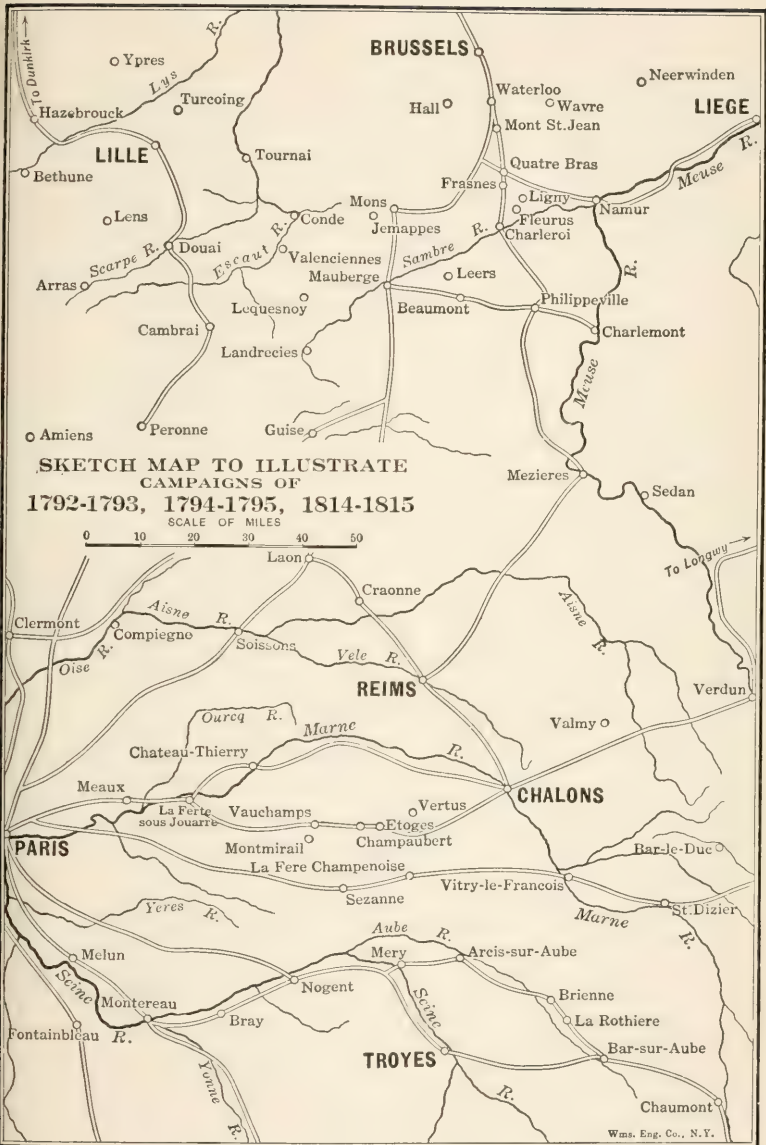 To Dunkirk
Ypres
Lys R.
BRUSSELS
Neerwinden
Waterloo
Wavre
Hall
Turcoing
Hazebrouck
LIEGE
Mont St.Jean
LILLE
Tournai
Quatre Bras
Meuse R.
Bethune
Frasnes
Ligny
Namur
Mons
Fleurus
Lens
Conde
Jemappes
Charleroi
Scarpe R.
Douai
Escaut R.
Valenciennes
Sambre R.
Mauberge
Leers
Arras
Lequesnoy
Beaumont
Philippeville
Cambrai
Charlemont
Landrecies
Meuse R.
Peronne
Guise
Amiens
SKETCH MAP TO ILLUSTRATE
CAMPAIGNS OF
1792-1793, 1794-1795, 1814-1815
SCALE OF MILES
0 10 20 30 40 50
Mezieres
Sedan
Laon
To Longwy
Craonne
Clermont
Aisne R.
Compiegne
Soissons
Aisne R.
Oise R.
Vele R.
REIMS
Verdun
Ourcq R.
Valmy
Marne R.
Chateau-Thierry
Meaux
La Ferte
sous Jouarre
Vauchamps
Vertus
CHALONS
Etoges
Champaubert
Montmirail
PARIS
Bar-le-Duc
La Fere Champenoise
Vitry-le-Francois
Sezanne
St.Dizier
Marne R.
Yeres R.
Aube R.
Melun
Mery
Arcis-sur-Aube
Seine R.
Nogent
Brienne
Montereau
Bray
Seine R.
La Rothiere
Fontainbleau
TROYES
Bar-sur-Aube
Yonne R.
Chaumont
Wms. Eng. Co., N.Y.